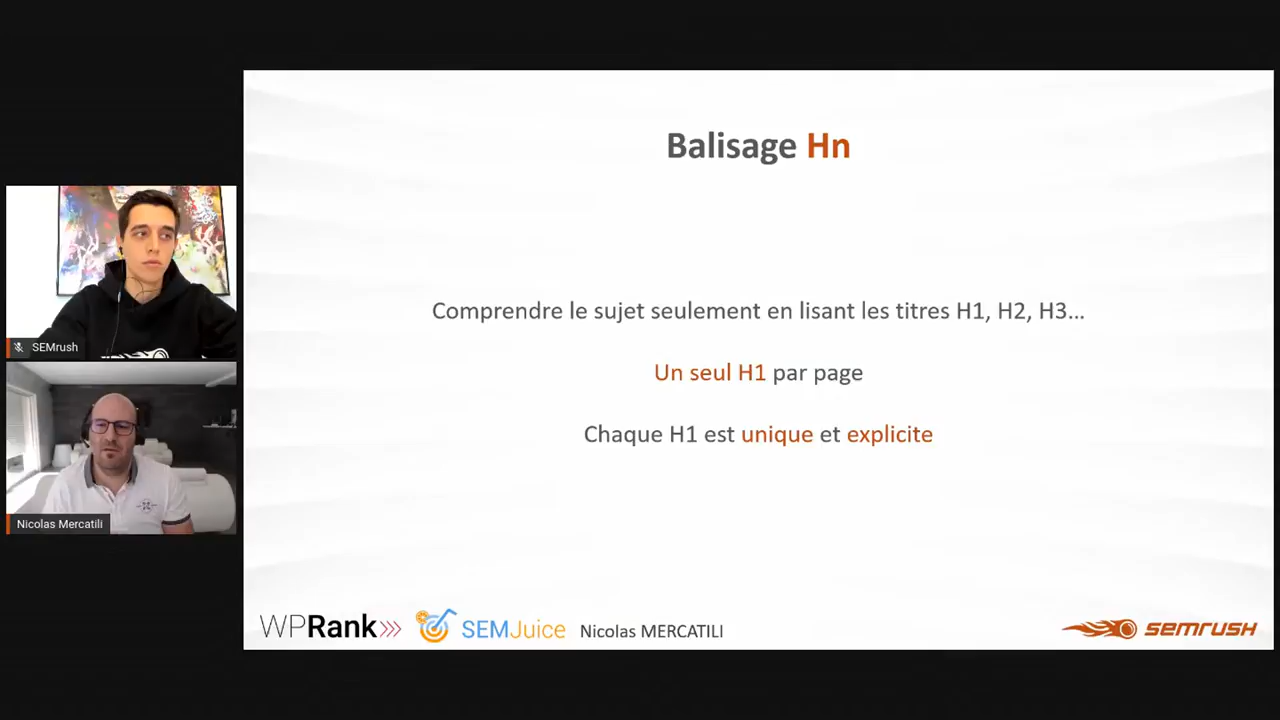 Balisage Hn
Comprendre le sujet seulement en lisant les titres H1, H2, H3...
Un seul H1 par page
Chaque H1 est unique et explicite
SEMrush
Nicolas Mercatili
WPRank
SEMJuice
Nicolas MERCATILI
semrush